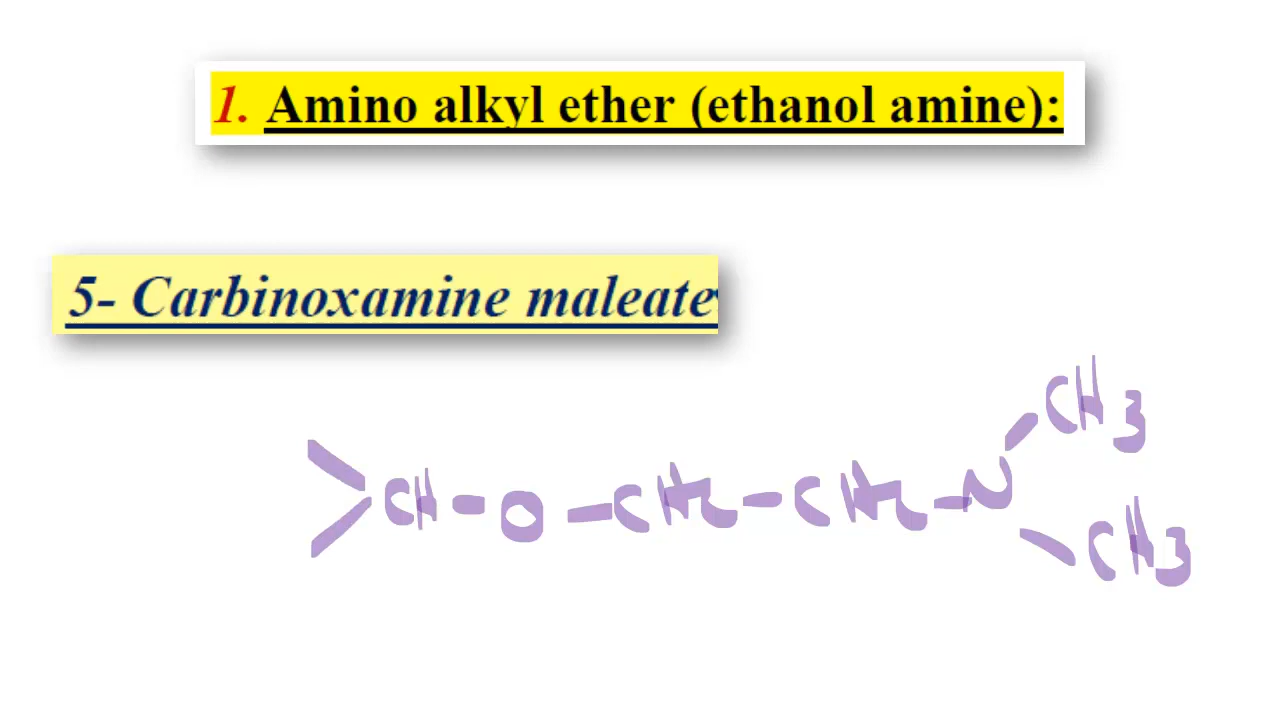 1. Amino alkyl ether (ethanol amine):
5- Carbinoxamine maleate
CH3
CH-O-CH2-CH2-N
CH3